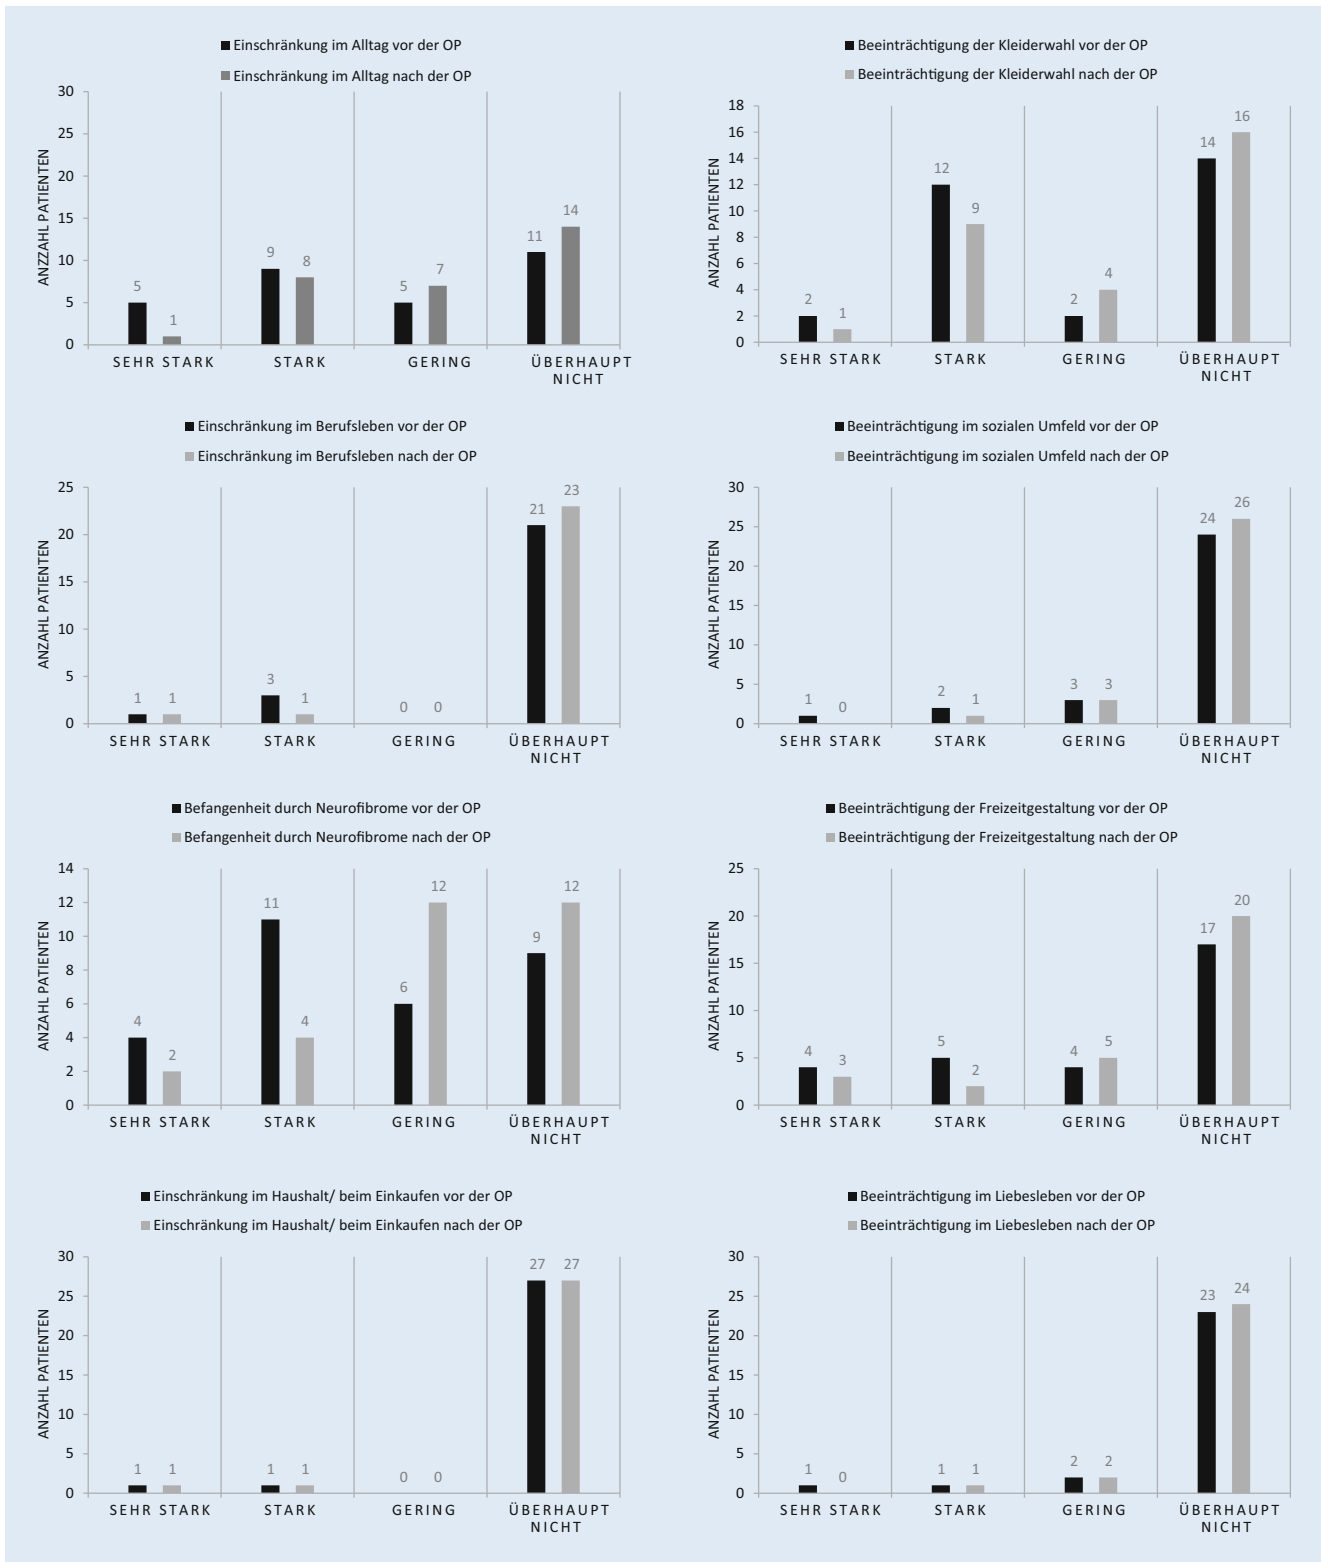 Einschränkung im Alltag vor der OP
Einschränkung im Alltag nach der OP
30
25
20
15
10
5
0
ANZZAHL PATIENTEN
5
1
9
8
5
7
11
14
SEHR STARK
STARK
GERING
ÜBERHAUPT
NICHT
Beeinträchtigung der Kleiderwahl vor der OP
Beeinträchtigung der Kleiderwahl nach der OP
18
16
14
12
10
8
6
4
2
0
ANZAHL PATIENTEN
2
1
12
9
2
4
14
16
SEHR STARK
STARK
GERING
ÜBERHAUPT
NICHT
Einschränkung im Berufsleben vor der OP
Einschränkung im Berufsleben nach der OP
25
20
15
10
5
0
ANZAHL PATIENTEN
1
1
3
1
0
0
21
23
SEHR STARK
STARK
GERING
ÜBERHAUPT
NICHT
Beeinträchtigung im sozialen Umfeld vor der OP
Beeinträchtigung im sozialen Umfeld nach der OP
30
25
20
15
10
5
0
ANZAHL PATIENTEN
1
0
2
1
3
3
24
26
SEHR STARK
STARK
GERING
ÜBERHAUPT
NICHT
Befangenheit durch Neurofibrome vor der OP
Befangenheit durch Neurofibrome nach der OP
14
12
10
8
6
4
2
0
ANZAHL PATIENTEN
4
2
11
4
6
12
9
12
SEHR STARK
STARK
GERING
ÜBERHAUPT
NICHT
Beeinträchtigung der Freizeitgestaltung vor der OP
Beeinträchtigung der Freizeitgestaltung nach der OP
25
20
15
10
5
0
ANZAHL PATIENTEN
4
3
5
2
4
5
17
20
SEHR STARK
STARK
GERING
ÜBERHAUPT
NICHT
Einschränkung im Haushalt/ beim Einkaufen vor der OP
Einschränkung im Haushalt/ beim Einkaufen nach der OP
30
25
20
15
10
5
0
ANZAHL PATIENTEN
1
1
1
1
0
0
27
27
SEHR STARK
STARK
GERING
ÜBERHAUPT
NICHT
Beeinträchtigung im Liebesleben vor der OP
Beeinträchtigung im Liebesleben nach der OP
30
25
20
15
10
5
0
ANZAHL PATIENTEN
1
0
1
1
2
2
23
24
SEHR STARK
STARK
GERING
ÜBERHAUPT
NICHT